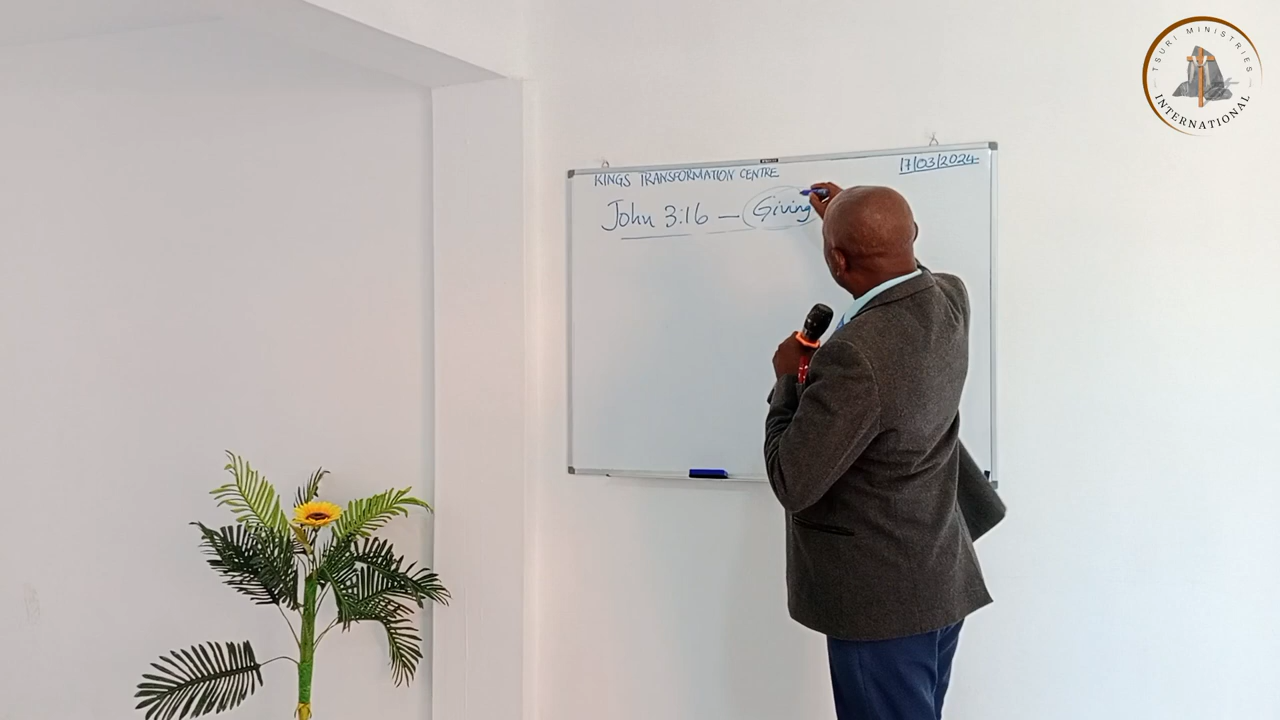 KINGS TRANSFORMATION CENTRE
17/03/2024
John 3:16 — Giving
TSURI MINISTRIES
INTERNATIONAL